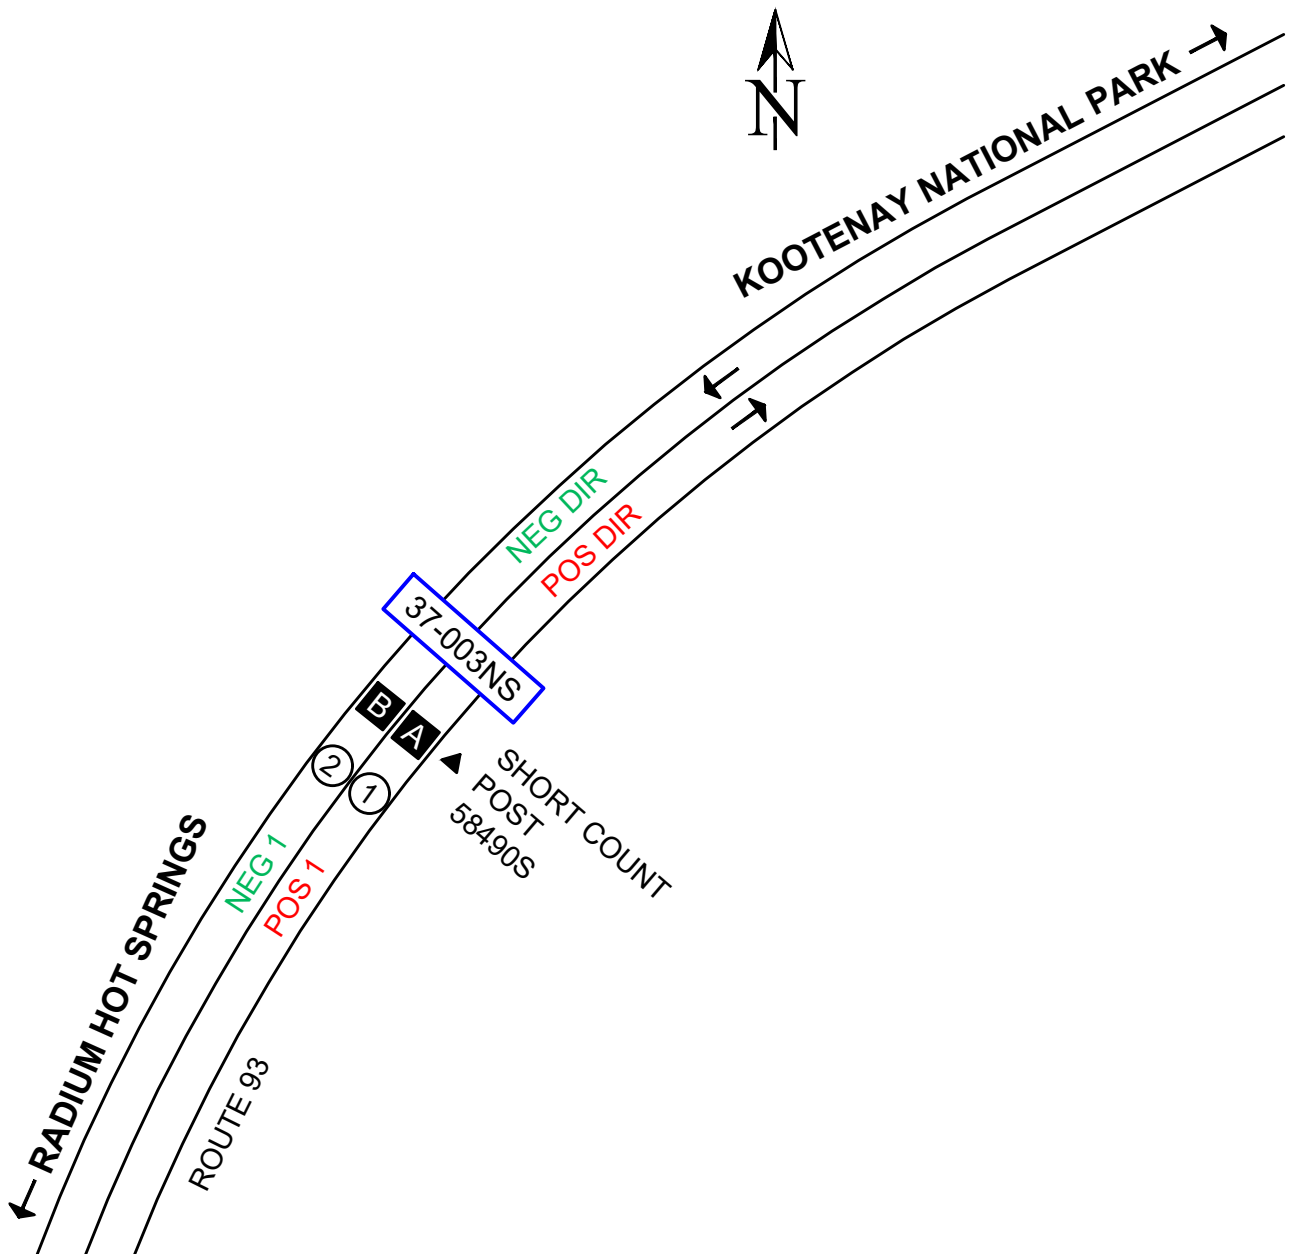 N
KOOTENAY NATIONAL PARK
NEG DIR
POS DIR
37-003NS
B
A
2
1
SHORT COUNT
POST
58490S
NEG 1
POS 1
RADIUM HOT SPRINGS
ROUTE 93